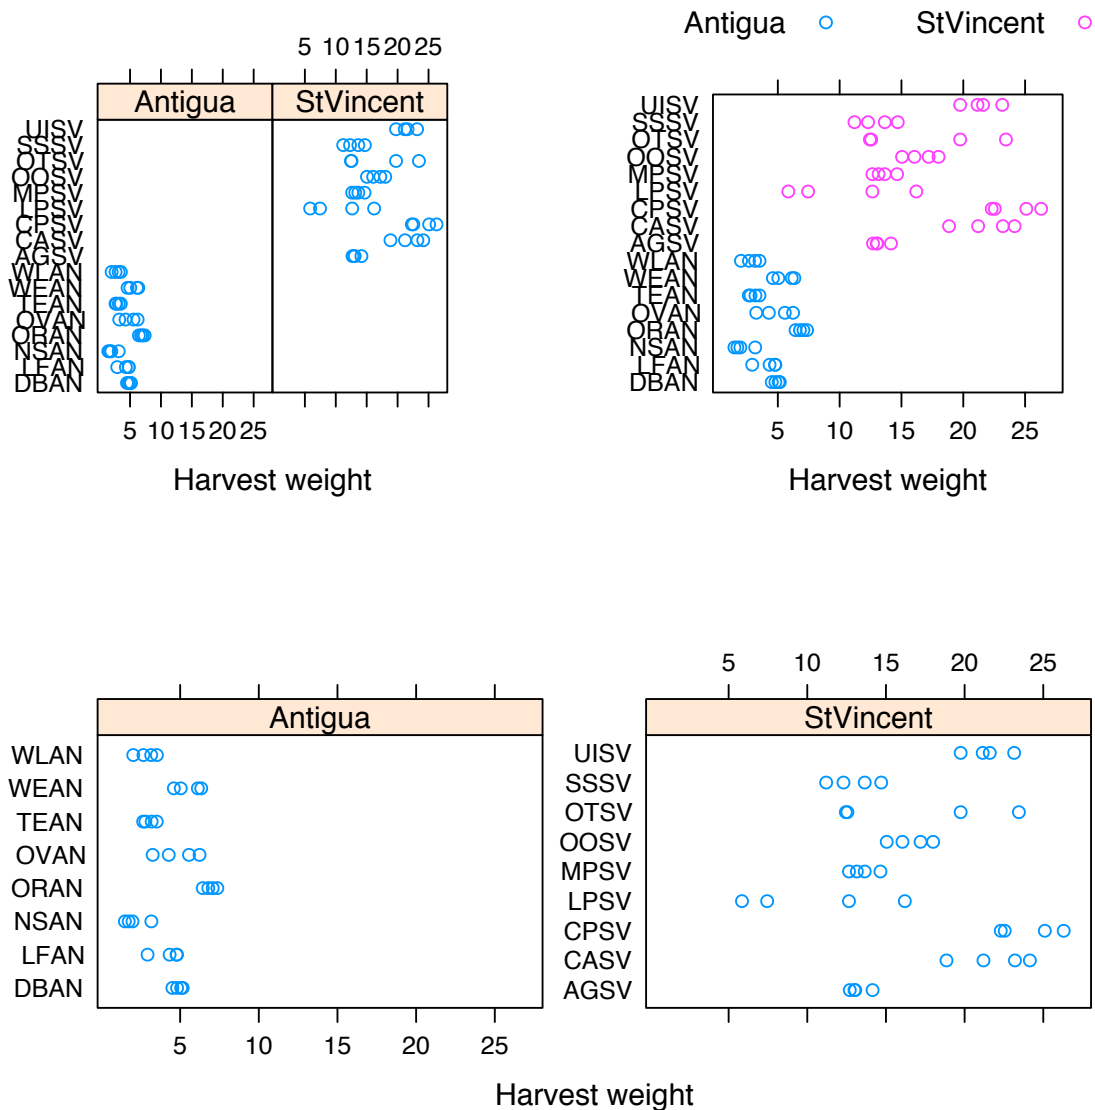 Antigua StVincent
5 10 15 20 25
Antigua StVincent
UISV
SSSV
OTSV
OOSV
MPSV
LPSV
CPSV
CASV
AGSV
WLAN
WEAN
TEAN
OVAN
ORAN
NSAN
LFAN
DBAN
5 10 15 20 25
Harvest weight
UISV
SSSV
OTSV
OOSV
MPSV
LPSV
CPSV
CASV
AGSV
WLAN
WEAN
TEAN
OVAN
ORAN
NSAN
LFAN
DBAN
5 10 15 20 25
Harvest weight
Antigua
WLAN
WEAN
TEAN
OVAN
ORAN
NSAN
LFAN
DBAN
5 10 15 20 25
5 10 15 20 25
StVincent
UISV
SSSV
OTSV
OOSV
MPSV
LPSV
CPSV
CASV
AGSV
Harvest weight